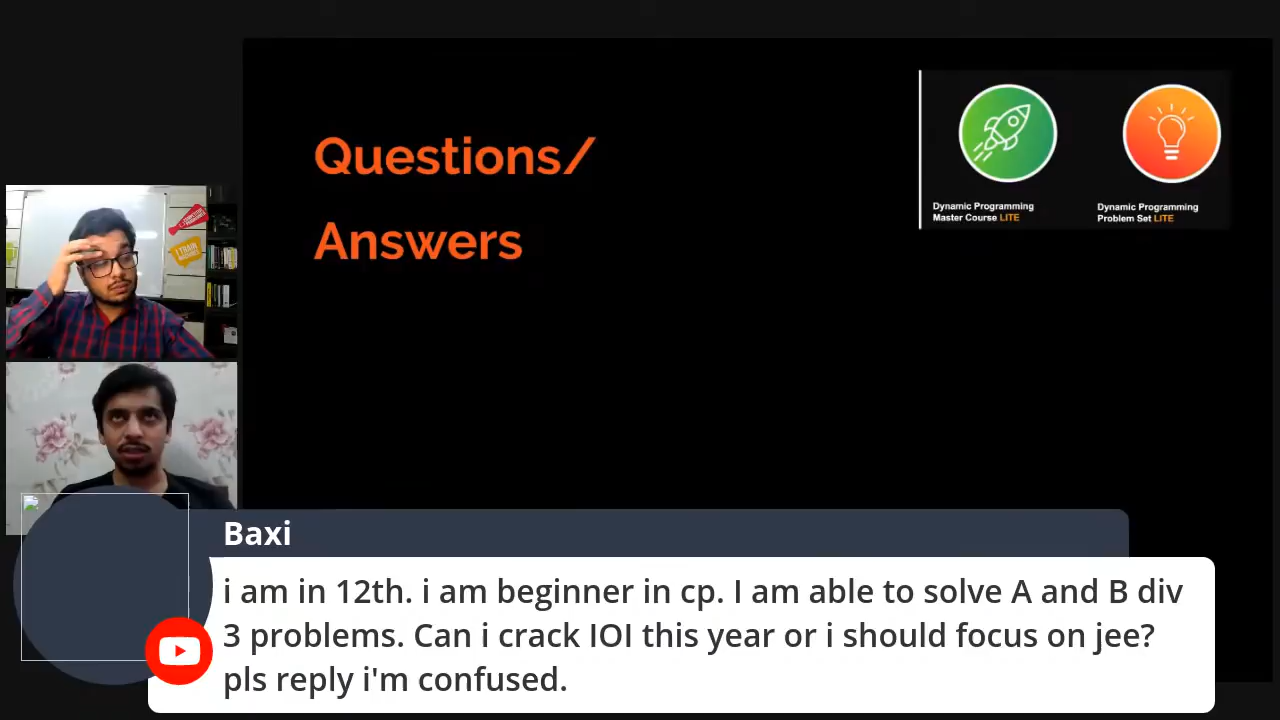 Questions/
Answers
Dynamic Programming
Master Course LITE
Dynamic Programming
Problem Set LITE
I TRAIN
Baxi
i am in 12th. i am beginner in cp. I am able to solve A and B div
3 problems. Can i crack IOI this year or i should focus on jee?
pls reply i'm confused.